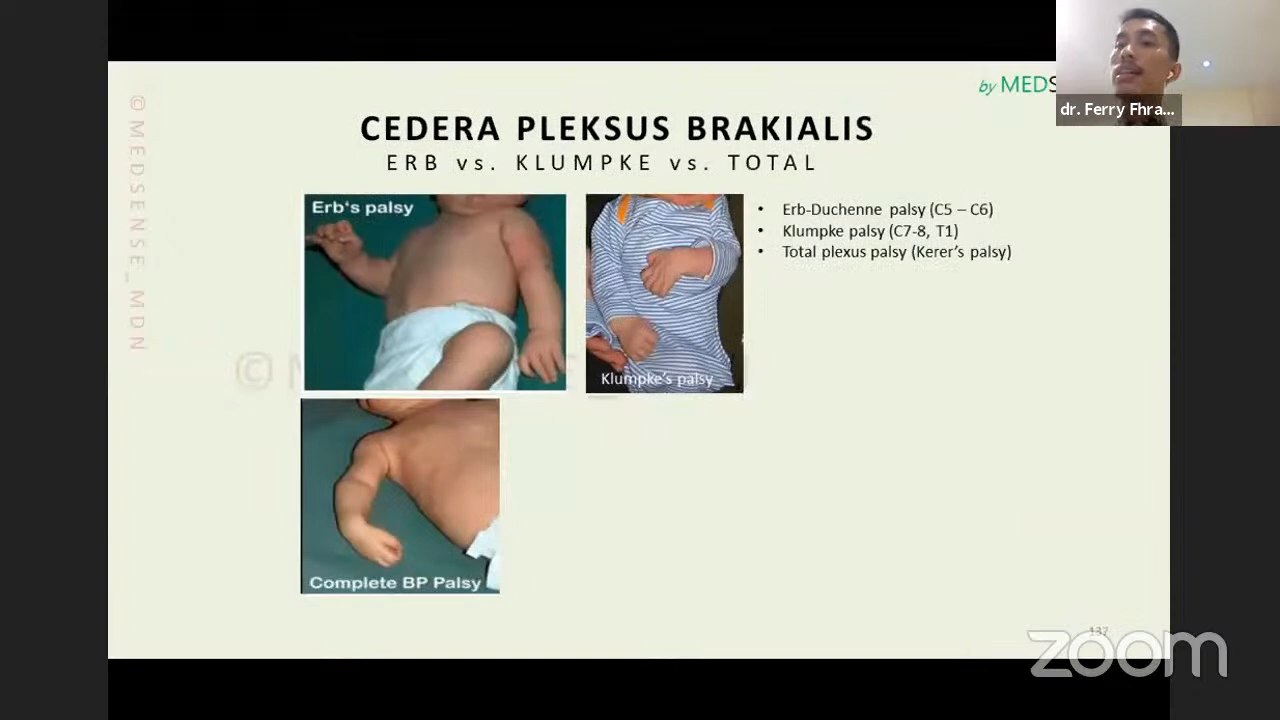 by MEDS
dr. Ferry Fhra...
© MEDSENSE_MDN
CEDERA PLEKSUS BRAKIALIS
ERB vs. KLUMPKE vs. TOTAL
Erb's palsy
Klumpke's palsy
• Erb-Duchenne palsy (C5 – C6)
• Klumpke palsy (C7-8, T1)
• Total plexus palsy (Kerer's palsy)
Complete BP Palsy
137
zoom